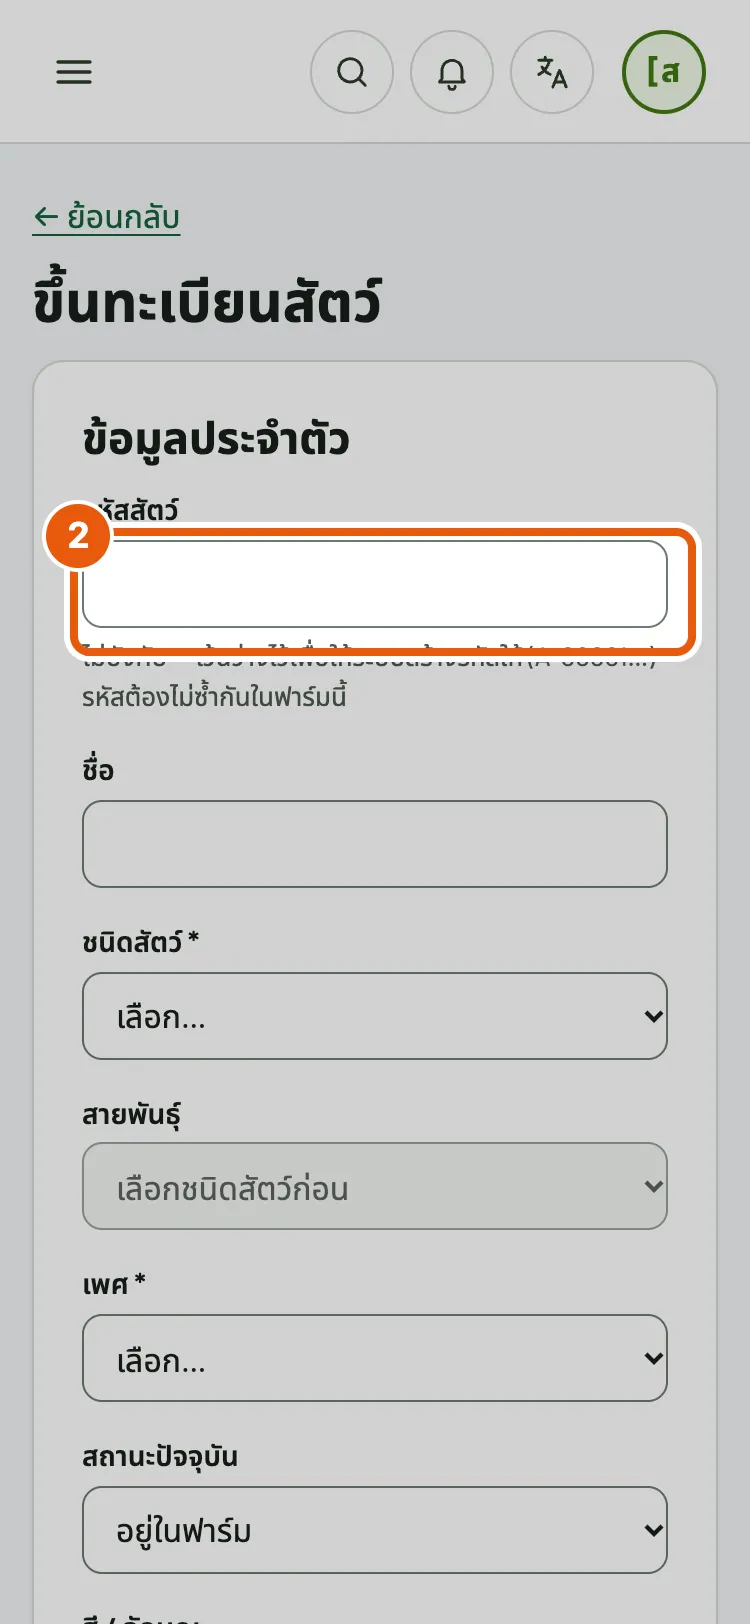 [ส
← ย้อนกลับ
ขึ้นทะเบียนสัตว์
ข้อมูลประจำตัว
หัสสัตว์
2
รหัสต้องไม่ซ้ำกันในฟาร์มนี้
ชื่อ
ชนิดสัตว์ *
เลือก...
สายพันธุ์
เลือกชนิดสัตว์ก่อน
เพศ *
เลือก...
สถานะปัจจุบัน
อยู่ในฟาร์ม